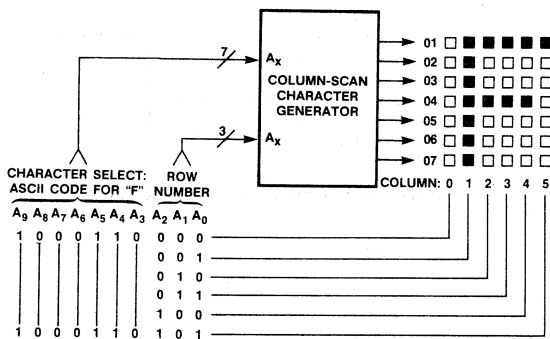 7
Ax
COLUMN-SCAN
CHARACTER
GENERATOR
3
Ax
01
02
03
04
05
06
07
COLUMN: 0 1 2 3 4 5
CHARACTER SELECT:
ASCII CODE FOR "F"
ROW
NUMBER
A9 A8 A7 A6 A5 A4 A3 A2 A1 A0
1 0 0 0 1 1 0 0 0 0
0 0 1
0 1 0
0 1 1
1 0 0
1 0 0 0 1 1 0 1 0 1